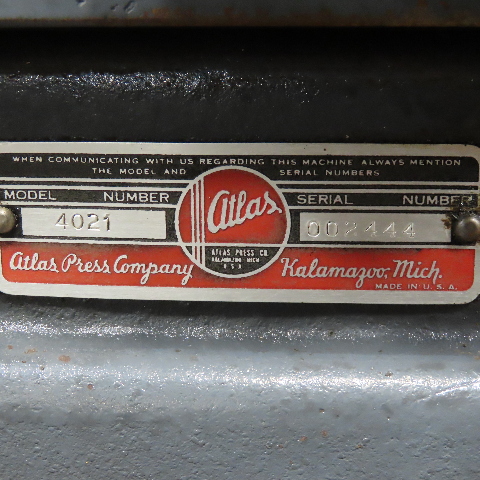 WHEN COMMUNICATING WITH US REGARDING THIS MACHINE ALWAYS MENTION
THE MODEL AND SERIAL NUMBERS
MODEL NUMBER
4021
Atlas
ATLAS PRESS CO.
KALAMAZOO MICH
U S A
SERIAL NUMBER
002444
Atlas Press Company
Kalamazoo, Mich.
MADE IN U.S.A.